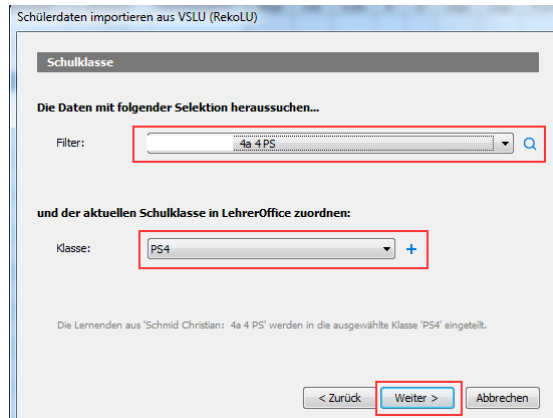 Schülerdaten importieren aus VSLU (RekoLU)
Schulklasse
Die Daten mit folgender Selektion heraussuchen...
Filter: 4a 4 PS
und der aktuellen Schulklasse in LehrerOffice zuordnen:
Klasse: PS4 +
Die Lernenden aus 'Schmid Christian: 4a 4 PS' werden in die ausgewählte Klasse 'PS4' eingeteilt.
< Zurück Weiter > Abbrechen